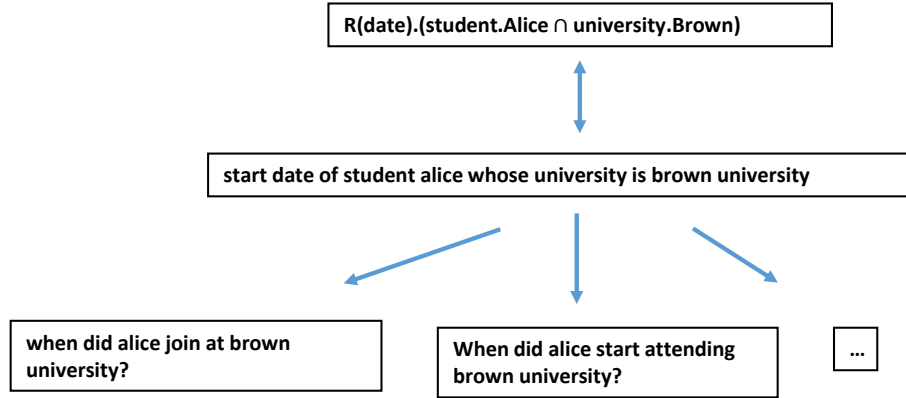 R(date).(student.Alice ∩ university.Brown)
start date of student alice whose university is brown university
when did alice join at brown
university?
When did alice start attending
brown university?
...